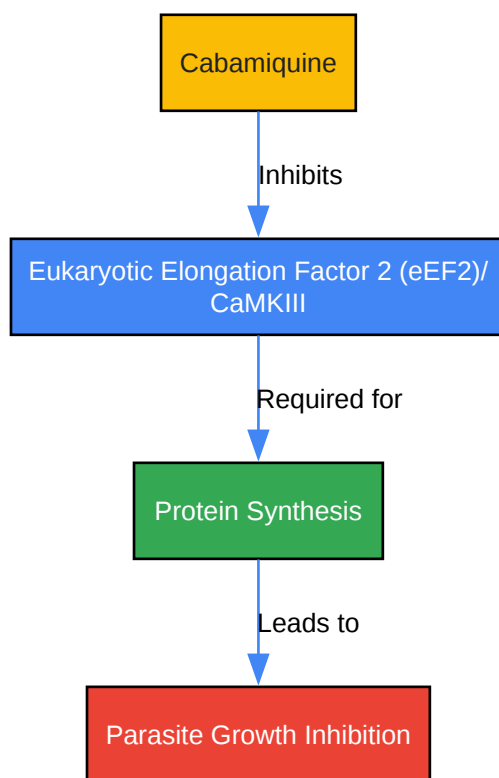 Cabamiquine
Inhibits
Eukaryotic Elongation Factor 2 (eEF2)/
CaMKIII
Required for
Protein Synthesis
Leads to
Parasite Growth Inhibition